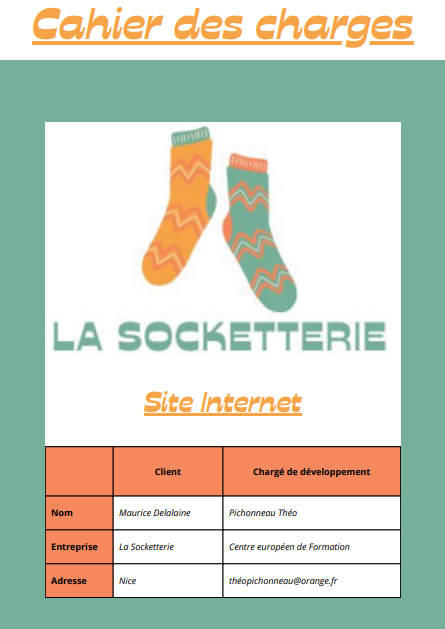 Cahier des charges
LA SOCKETTERIE
Site Internet
Client Chargé de développement
Nom Maurice Delalaine Pichonneau Théo
Entreprise La Socketterie Centre européen de Formation
Adresse Nice théopichonneau@orange.fr